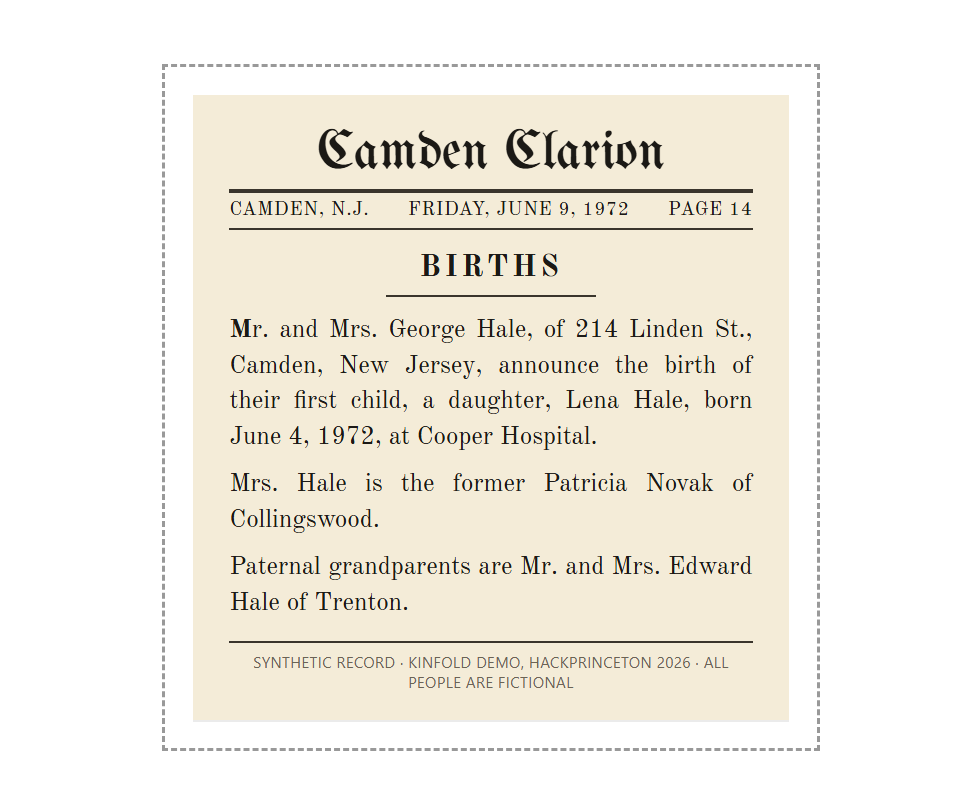 Camden Clarion
CAMDEN, N.J. FRIDAY, JUNE 9, 1972 PAGE 14
BIRTHS
Mr. and Mrs. George Hale, of 214 Linden St.,
Camden, New Jersey, announce the birth of
their first child, a daughter, Lena Hale, born
June 4, 1972, at Cooper Hospital.
Mrs. Hale is the former Patricia Novak of
Collingswood.
Paternal grandparents are Mr. and Mrs. Edward
Hale of Trenton.
SYNTHETIC RECORD · KINFOLD DEMO, HACKPRINCETON 2026 · ALL
PEOPLE ARE FICTIONAL